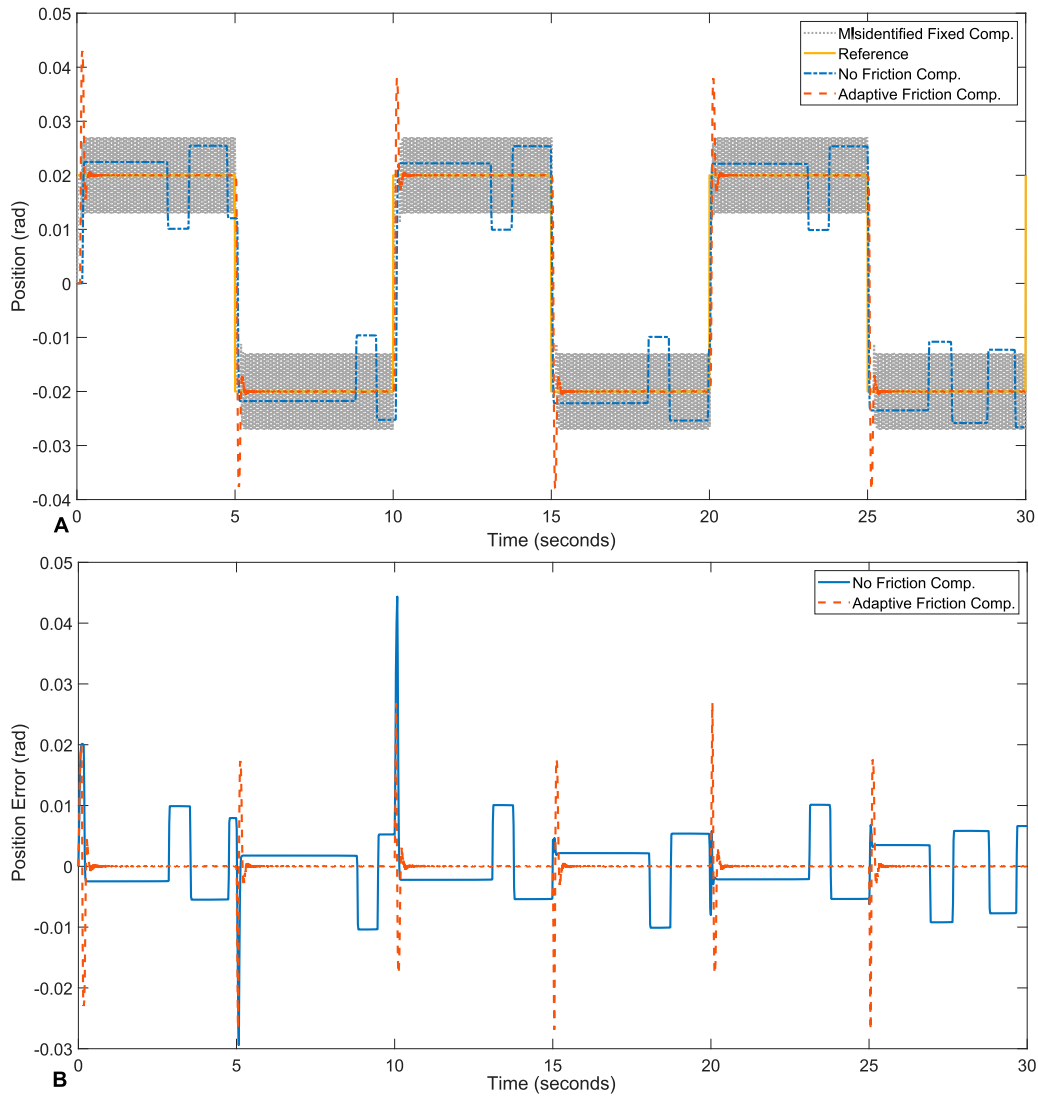 0.05
0.04
0.03
0.02
0.01
0
-0.01
-0.02
-0.03
-0.04
Position (rad)
Misidentified Fixed Comp.
Reference
No Friction Comp.
Adaptive Friction Comp.
0 5 10 15 20 25 30
A
Time (seconds)
0.05
0.04
0.03
0.02
0.01
0
-0.01
-0.02
-0.03
Position Error (rad)
No Friction Comp.
Adaptive Friction Comp.
0 5 10 15 20 25 30
B
Time (seconds)